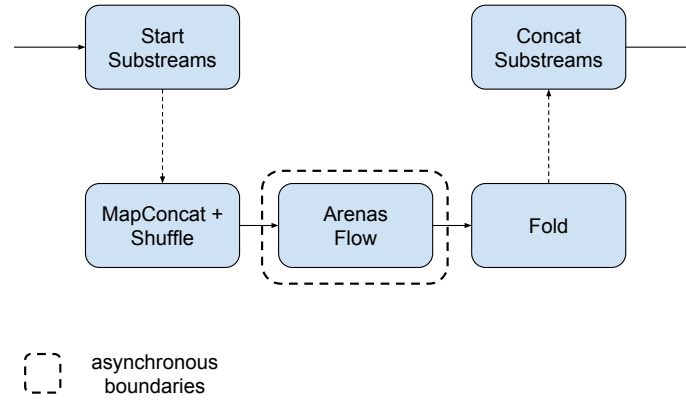 Start
Substreams
Concat
Substreams
MapConcat +
Shuffle
Arenas
Flow
Fold
asynchronous
boundaries